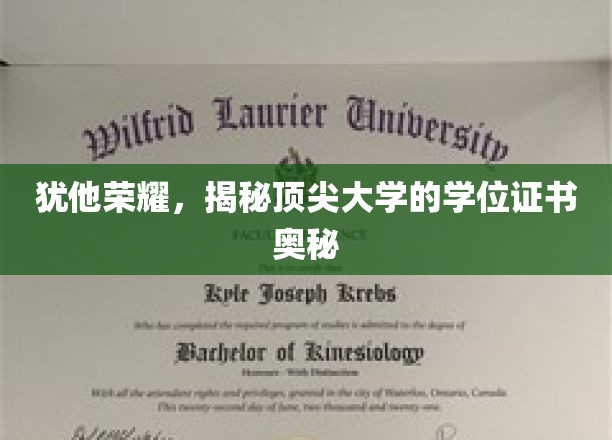 Wilfrid Laurier University
犹他荣耀，揭秘顶尖大学的学位证书
奥秘
This is to certify that
Kyle Joseph Krebs
Who has completed the required program of studies is admitted to the degree of
Bachelor of Kinesiology
Honours - With Distinction
With all the attendant rights and privileges, granted in the city of Waterloo, Ontario, Canada
This twenty-second day of June, two thousand and twenty-one.